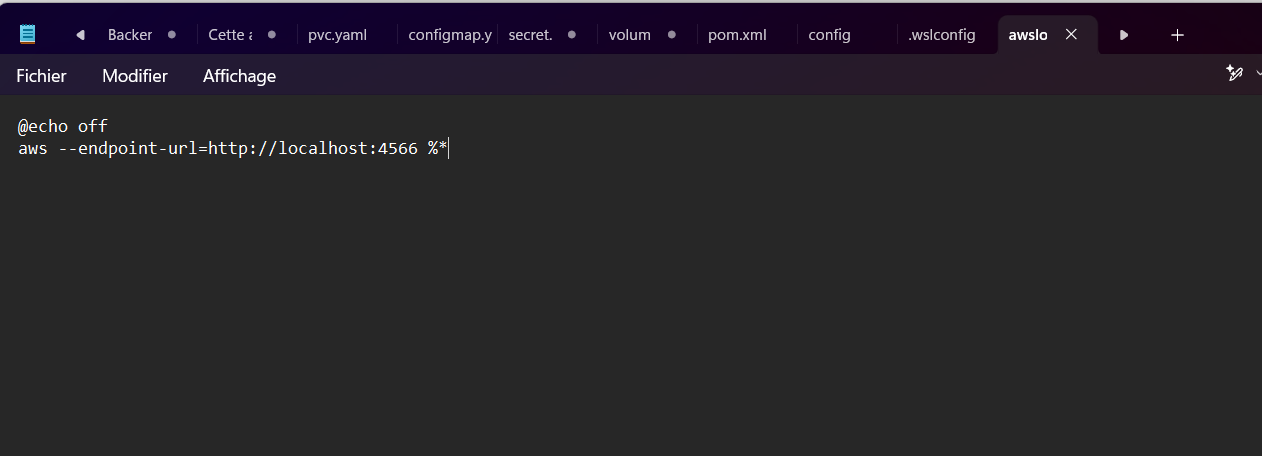 Backer Cette a pvc.yaml configmap.y secret. volum pom.xml config .wslconfig awslo
Fichier Modifier Affichage
@echo off
aws --endpoint-url=http://localhost:4566 %*